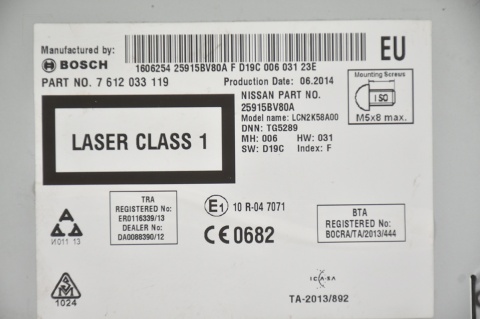 Manufactured by:
BOSCH
EU
1606254 25915BV80A F D19C 006 031 23E
PART NO. 7 612 033 119
Production Date: 06.2014
NISSAN PART NO.
25915BV80A
Model name: LCN2K58A00
DNN: TG5289
MH: 006 HW: 031
SW: D19C Index: F
Mounting Screws
ISO
M5x8 max.
LASER CLASS 1
TRA
REGISTERED No:
ER0116339/13
DEALER No:
DA0088390/12
E1 10 R-04 7071
CE 0682
BTA
REGISTERED No:
BOCRA/TA/2013/444
И011 13
1024
ICASA
TA-2013/892